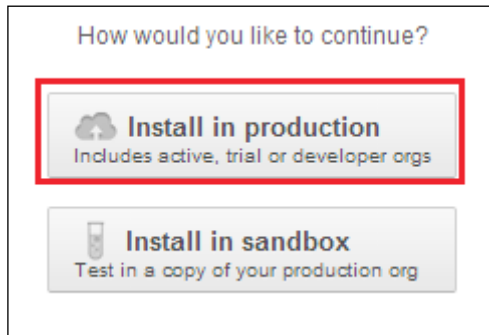 How would you like to continue?
Install in production
Includes active, trial or developer orgs
Install in sandbox
Test in a copy of your production org